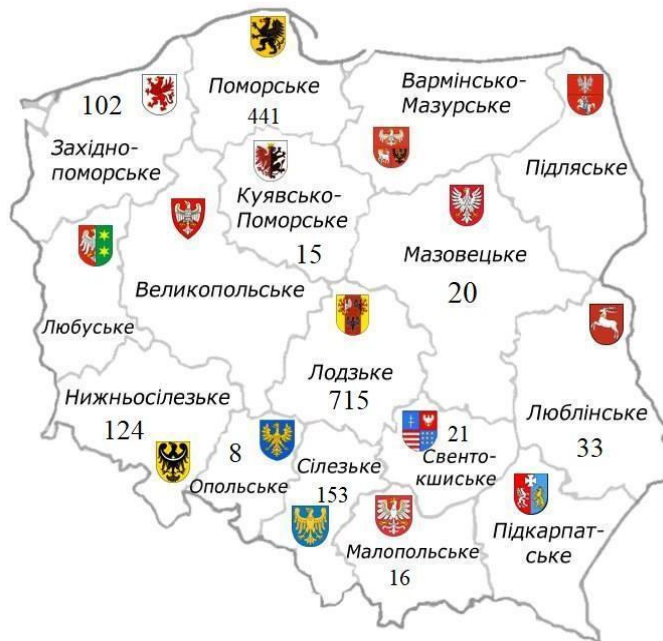 Поморське
441
102
Західно-
поморське
Вармінсько-
Мазурське
Підляське
Куявсько-
Поморське
15
Мазовецьке
20
Великопольське
Любуське
Лодзьке
715
Нижньосілезьке
124
8
Опольське
Сілезьке
153
21
Свенто-
кшиське
Люблінське
33
Малопольське
16
Підкарпат-
ське